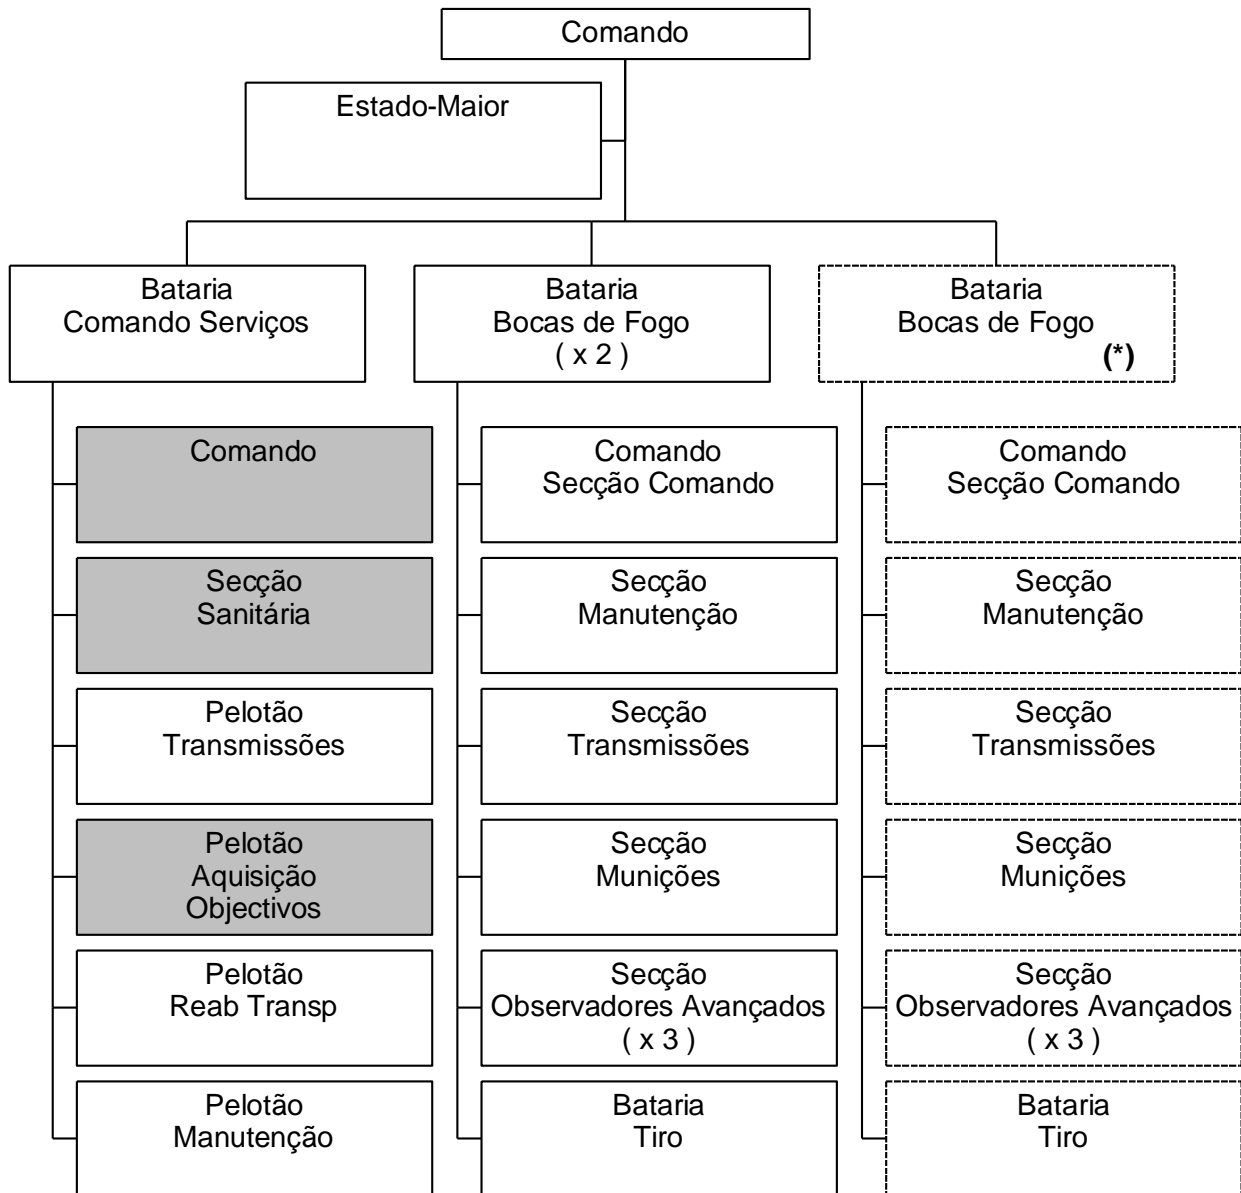 Comando
Estado-Maior
Bataria
Comando Serviços
Bataria
Bocas de Fogo
( x 2 )
Bataria
Bocas de Fogo
(*)
Comando
Secção
Sanitária
Pelotão
Transmissões
Pelotão
Aquisição
Objectivos
Pelotão
Reab Transp
Pelotão
Manutenção
Comando
Secção Comando
Secção
Manutenção
Secção
Transmissões
Secção
Munições
Secção
Observadores Avançados
( x 3 )
Bataria
Tiro
Comando
Secção Comando
Secção
Manutenção
Secção
Transmissões
Secção
Munições
Secção
Observadores Avançados
( x 3 )
Bataria
Tiro